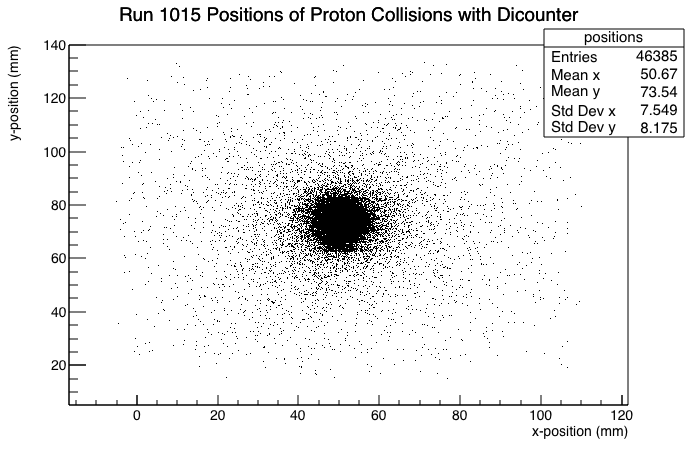 Run 1015 Positions of Proton Collisions with Dicounter
positions
Entries 46385
Mean x 50.67
Mean y 73.54
Std Dev x 7.549
Std Dev y 8.175
y-position (mm)
140
120
100
80
60
40
20
0 20 40 60 80 100 120
x-position (mm)